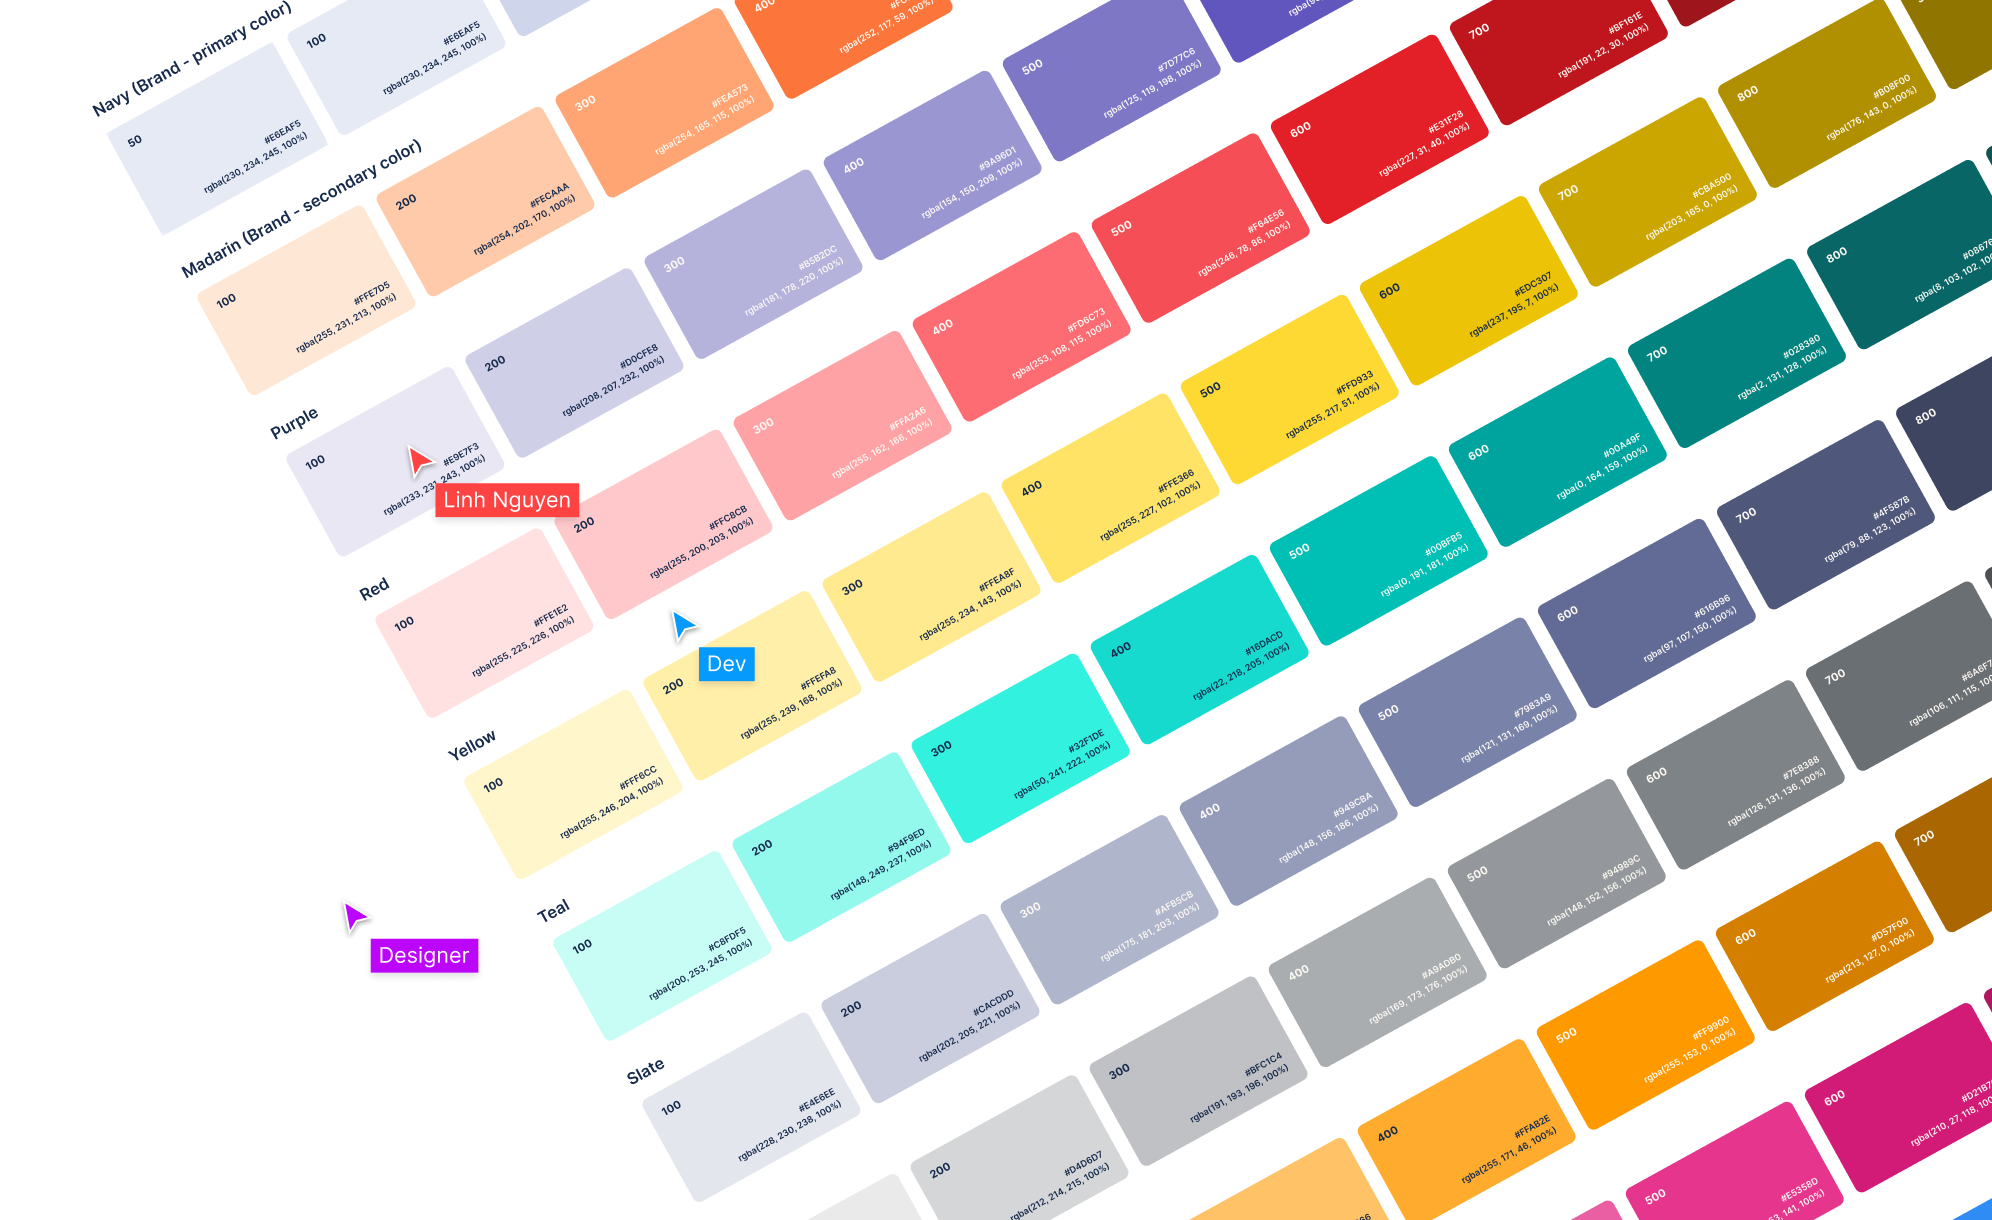 Navy (Brand - primary color)
50
#E6EAF5
rgba(230, 234, 245, 100%)
100
#E6EAF5
rgba(230, 234, 245, 100%)
Madarin (Brand - secondary color)
100
#FFE7D5
rgba(255, 231, 213, 100%)
200
#FECAAA
rgba(254, 202, 170, 100%)
300
#FEA573
rgba(254, 165, 115, 100%)
400
rgba(252, 117, 59, 100%)
Purple
100
#E9E7F3
rgba(233, 231, 243, 100%)
200
#D0CFE8
rgba(208, 207, 232, 100%)
300
#B5B2DC
rgba(181, 178, 220, 100%)
400
#9A96D1
rgba(154, 150, 209, 100%)
500
#7D77C6
rgba(125, 119, 198, 100%)
Linh Nguyen
Red
100
#FFE1E2
rgba(255, 225, 226, 100%)
200
#FFC8CB
rgba(255, 200, 203, 100%)
300
#FFA2A6
rgba(255, 162, 166, 100%)
400
#FD6C73
rgba(253, 108, 115, 100%)
500
#F64E56
rgba(246, 78, 86, 100%)
600
#E31F28
rgba(227, 31, 40, 100%)
700
#BF161E
rgba(191, 22, 30, 100%)
Dev
Yellow
100
#FFF6CC
rgba(255, 246, 204, 100%)
200
#FFEFA8
rgba(255, 239, 168, 100%)
300
#FFEA8F
rgba(255, 234, 143, 100%)
400
#FFE366
rgba(255, 227, 102, 100%)
500
#FFD933
rgba(255, 217, 51, 100%)
600
#EDC307
rgba(237, 195, 7, 100%)
700
#CBA500
rgba(203, 165, 0, 100%)
800
#B08F00
rgba(176, 143, 0, 100%)
Designer
Teal
100
#C8FDF5
rgba(200, 253, 245, 100%)
200
#94F9ED
rgba(148, 249, 237, 100%)
300
#32F1DE
rgba(50, 241, 222, 100%)
400
#16DACD
rgba(22, 218, 205, 100%)
500
#00BFB5
rgba(0, 191, 181, 100%)
600
#00A49F
rgba(0, 164, 159, 100%)
700
#028380
rgba(2, 131, 128, 100%)
800
#08676
rgba(8, 103, 102, 100
Slate
100
#E4E6EE
rgba(228, 230, 238, 100%)
200
#CACDDD
rgba(202, 205, 221, 100%)
300
#AFB5CB
rgba(175, 181, 203, 100%)
400
#949CBA
rgba(148, 156, 186, 100%)
500
#7983A9
rgba(121, 131, 169, 100%)
600
#616B96
rgba(97, 107, 150, 100%)
700
#4F587B
rgba(79, 88, 123, 100%)
800
200
#D4D6D7
rgba(212, 214, 215, 100%)
300
#BFC1C4
rgba(191, 193, 196, 100%)
400
#A9ADB0
rgba(169, 173, 176, 100%)
500
#94989C
rgba(148, 152, 156, 100%)
600
#7E8388
rgba(126, 131, 136, 100%)
700
#6A6F7
rgba(106, 111, 115, 100
400
#FFAB2E
rgba(255, 171, 46, 100%)
500
#FF9900
rgba(255, 153, 0, 100%)
600
#D57F00
rgba(213, 127, 0, 100%)
700
500
#E5358D
53, 141, 100%)
600
#D21B7
rgba(210, 27, 118, 100